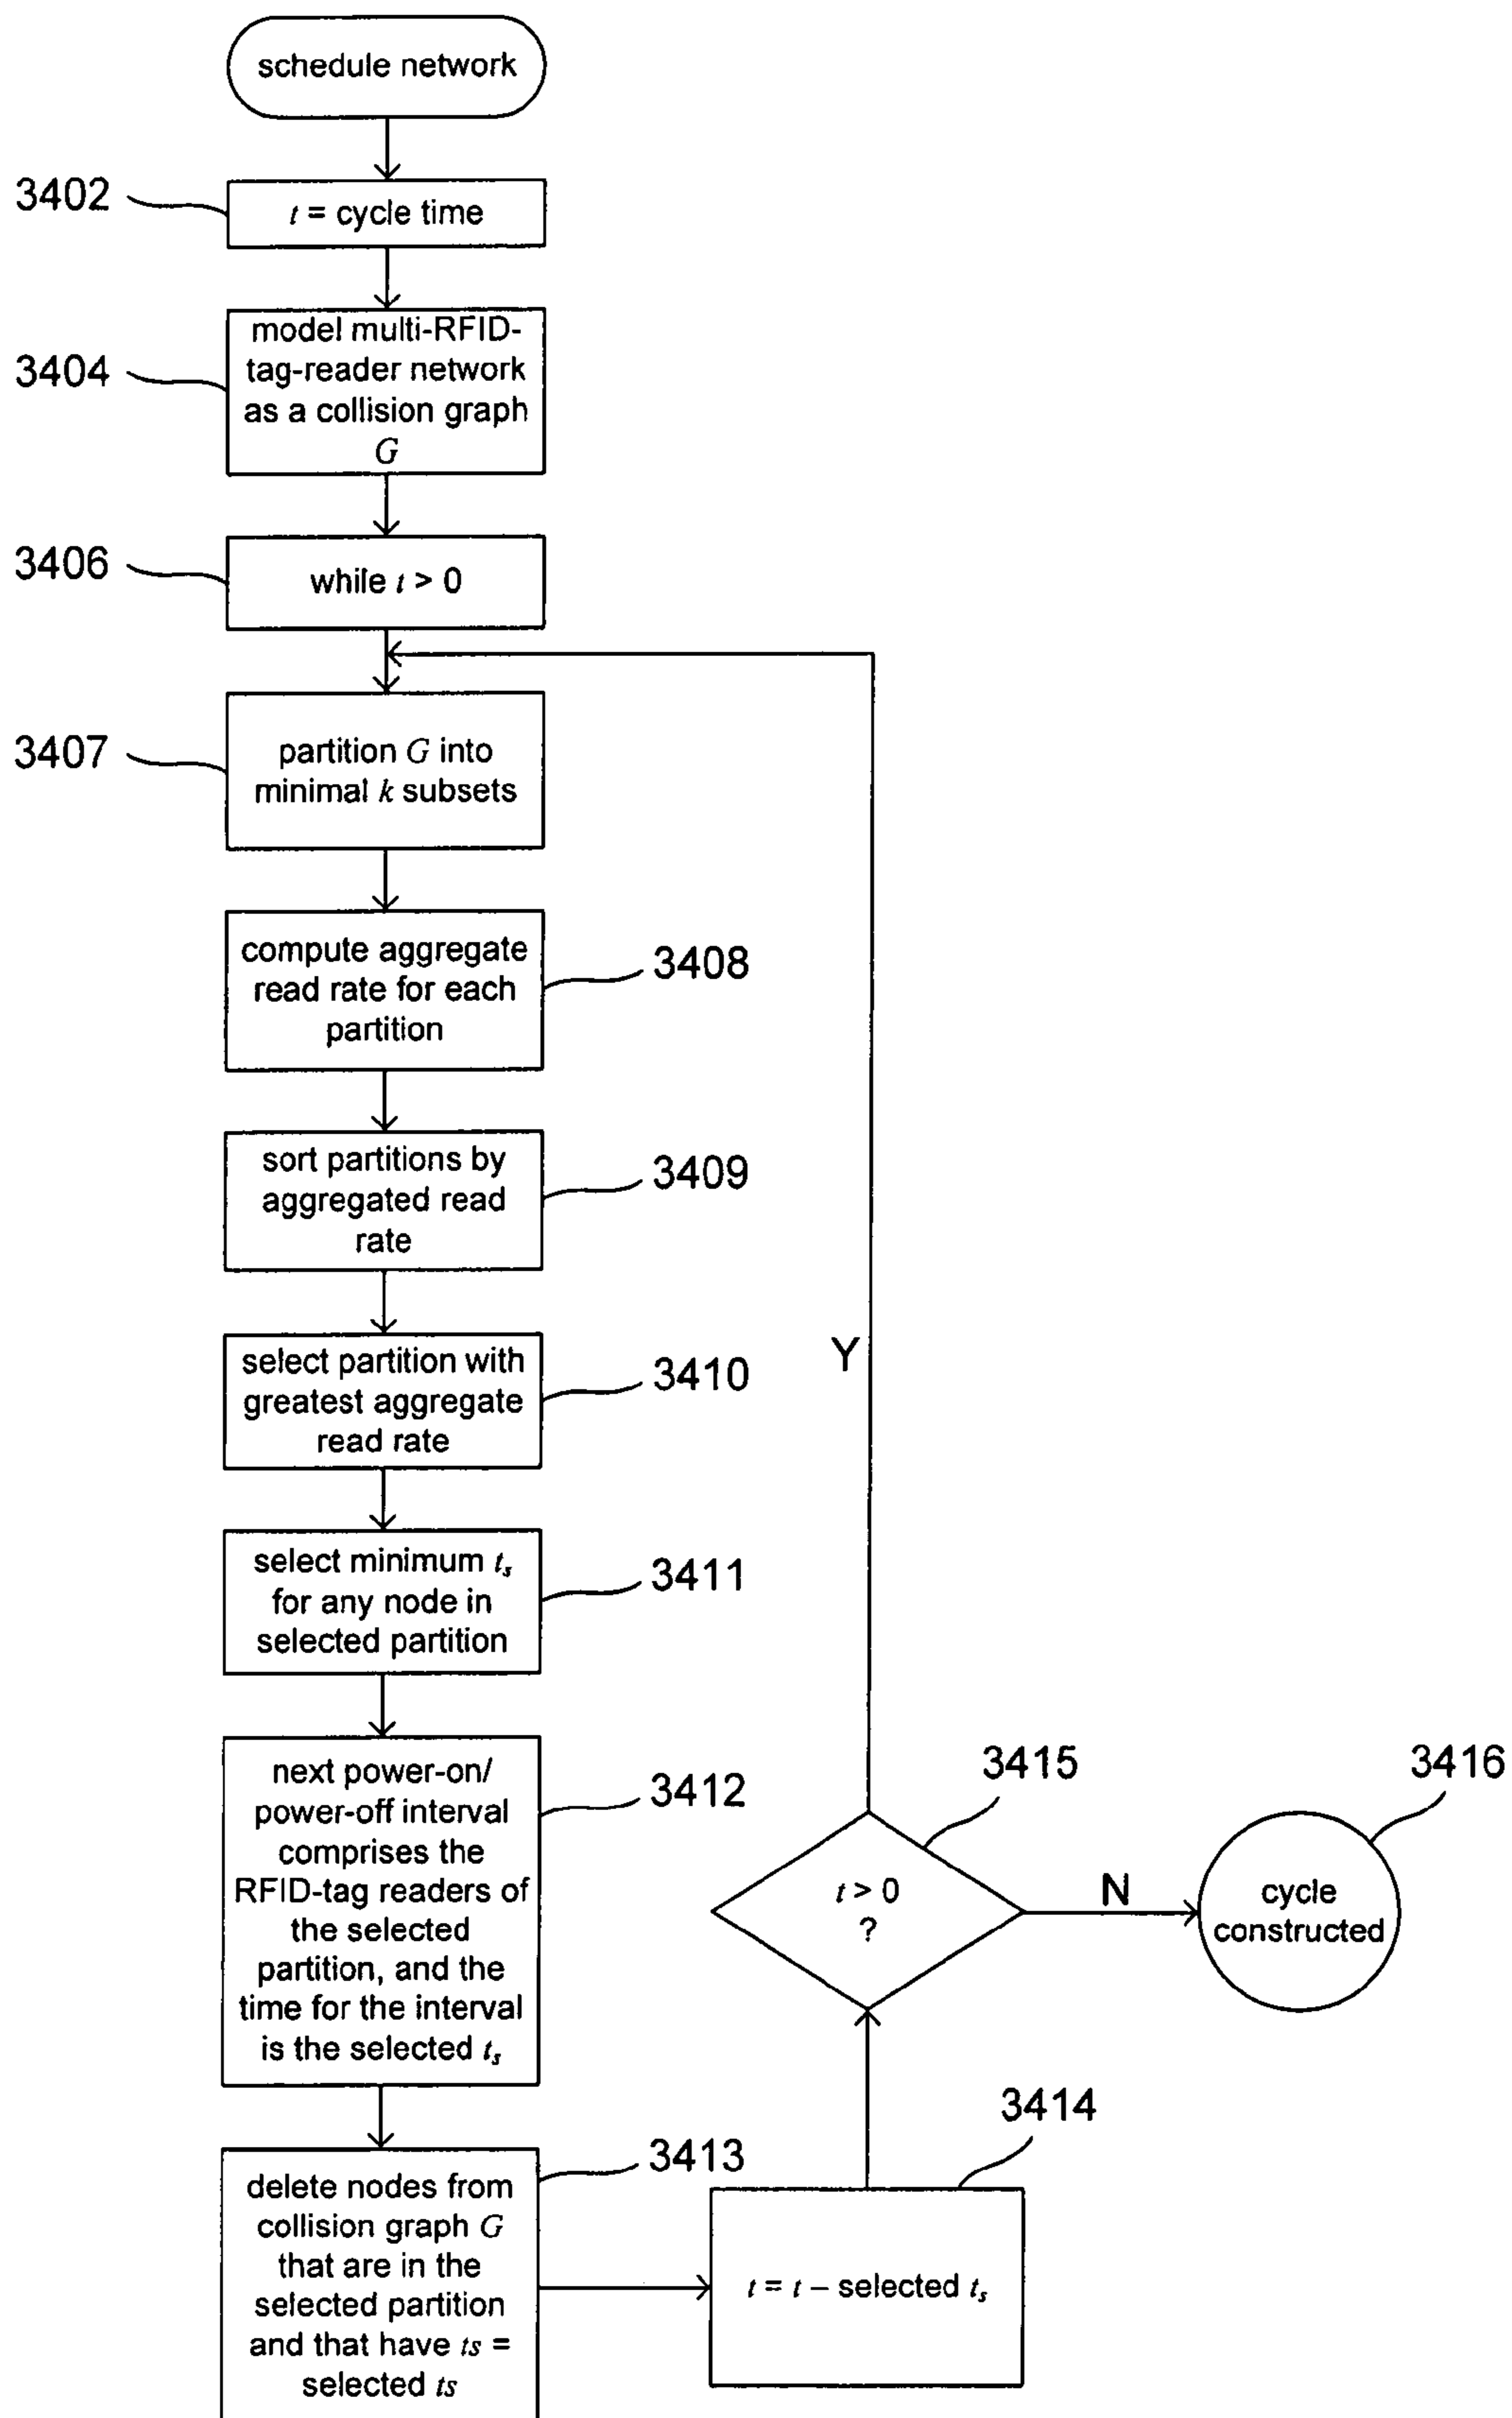 schedule network
3402
t = cycle time
model multi-RFID-
tag-reader network
as a collision graph
G
3404
3406
while t > 0
3407
partition G into
minimal k subsets
compute aggregate
read rate for each
partition
3408
sort partitions by
aggregated read
rate
3409
select partition with
greatest aggregate
read rate
3410
Y
select minimum ts
for any node in
selected partition
3411
next power-on/
power-off interval
comprises the
RFID-tag readers of
the selected
partition, and the
time for the interval
is the selected ts
3412
delete nodes from
collision graph G
that are in the
selected partition
and that have ts =
selected ts
3413
3414
t = t – selected ts
3415
t > 0
?
N
3416
cycle
constructed